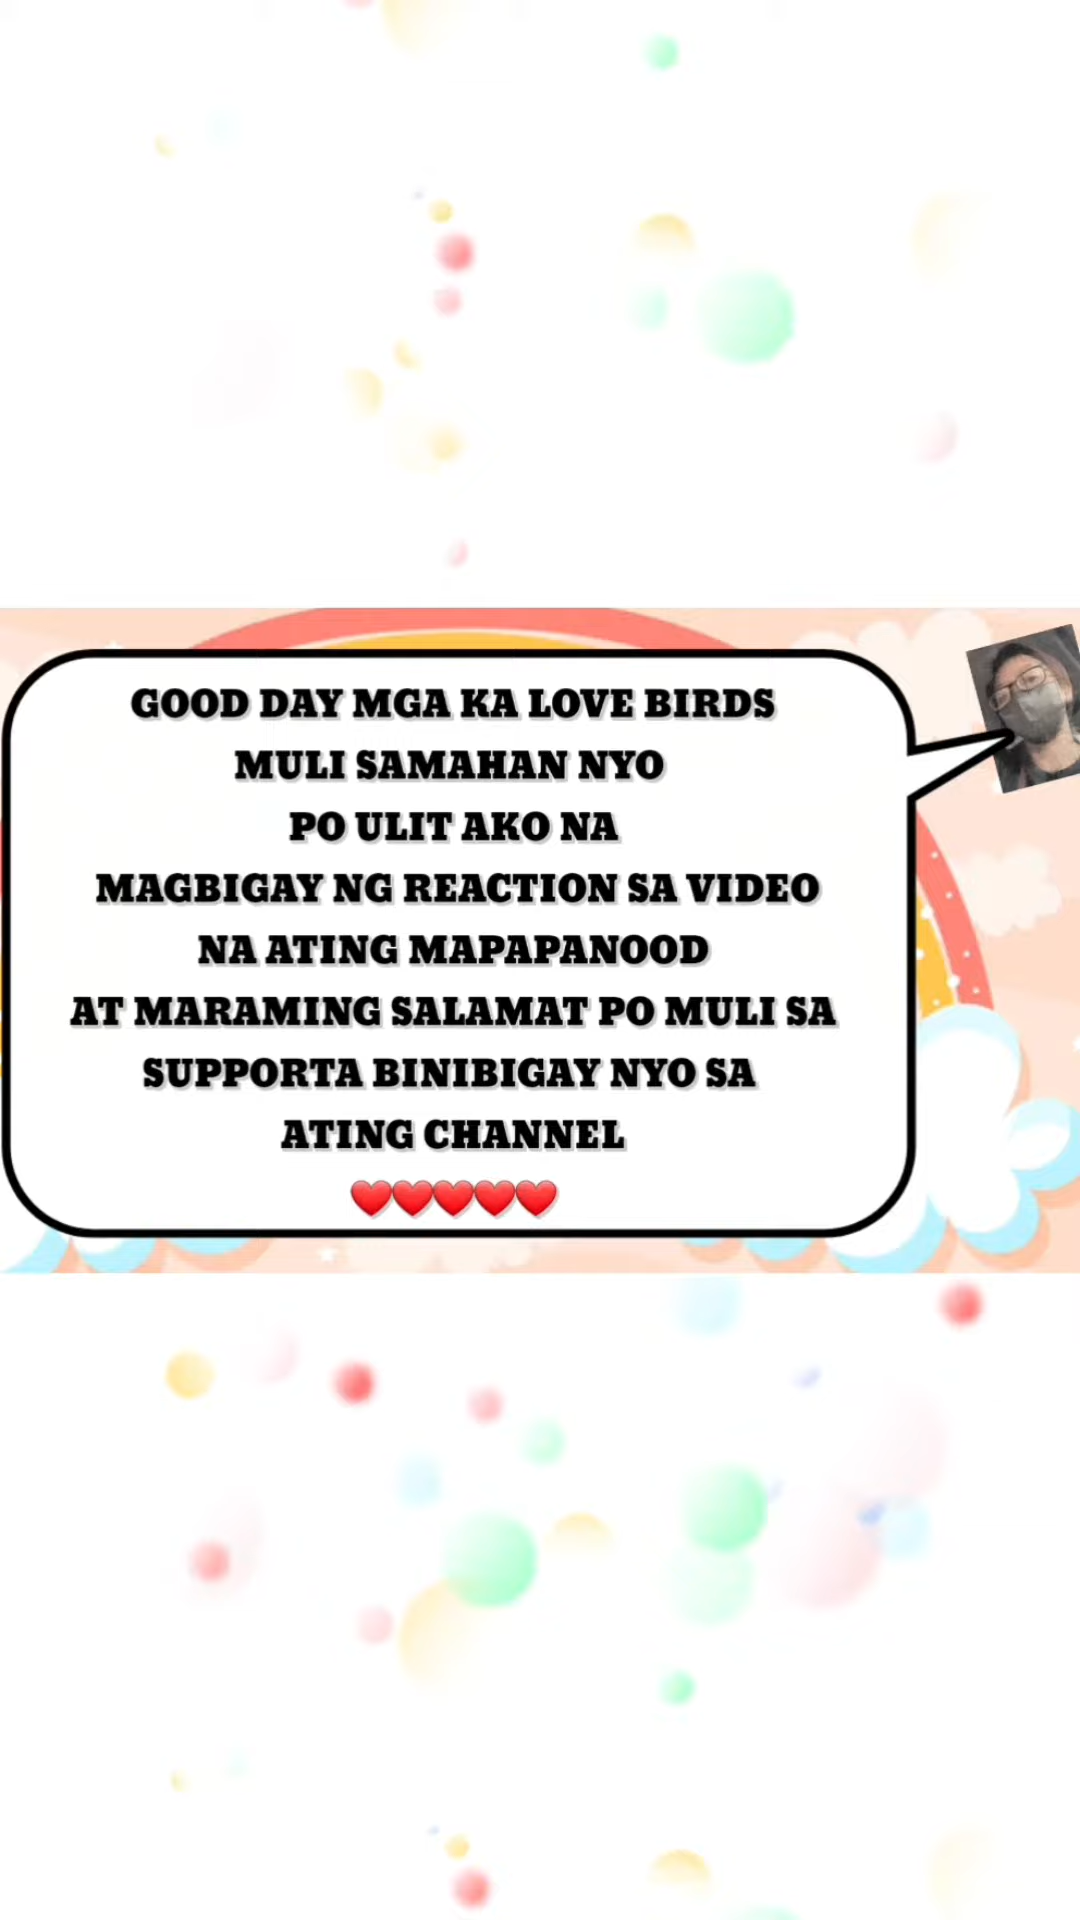 GOOD DAY MGA KA LOVE BIRDS
MULI SAMAHAN NYO
PO ULIT AKO NA
MAGBIGAY NG REACTION SA VIDEO
NA ATING MAPAPANOOD
AT MARAMING SALAMAT PO MULI SA
SUPPORTA BINIBIGAY NYO SA
ATING CHANNEL
❤️❤️❤️❤️❤️